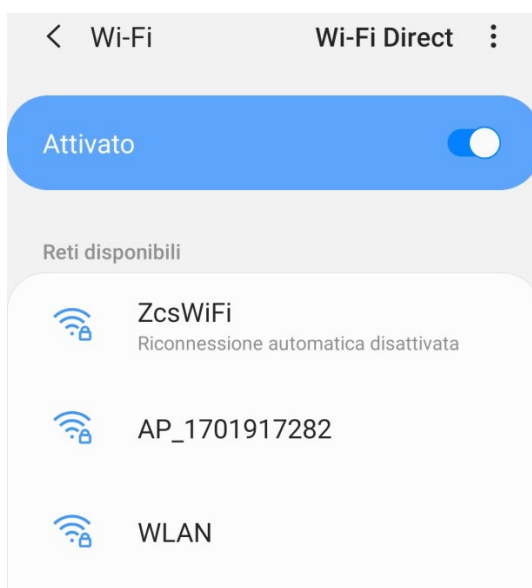 Wi-Fi Wi-Fi Direct
Attivato
Reti disponibili
ZcsWiFi
Riconnessione automatica disattivata
AP_1701917282
WLAN